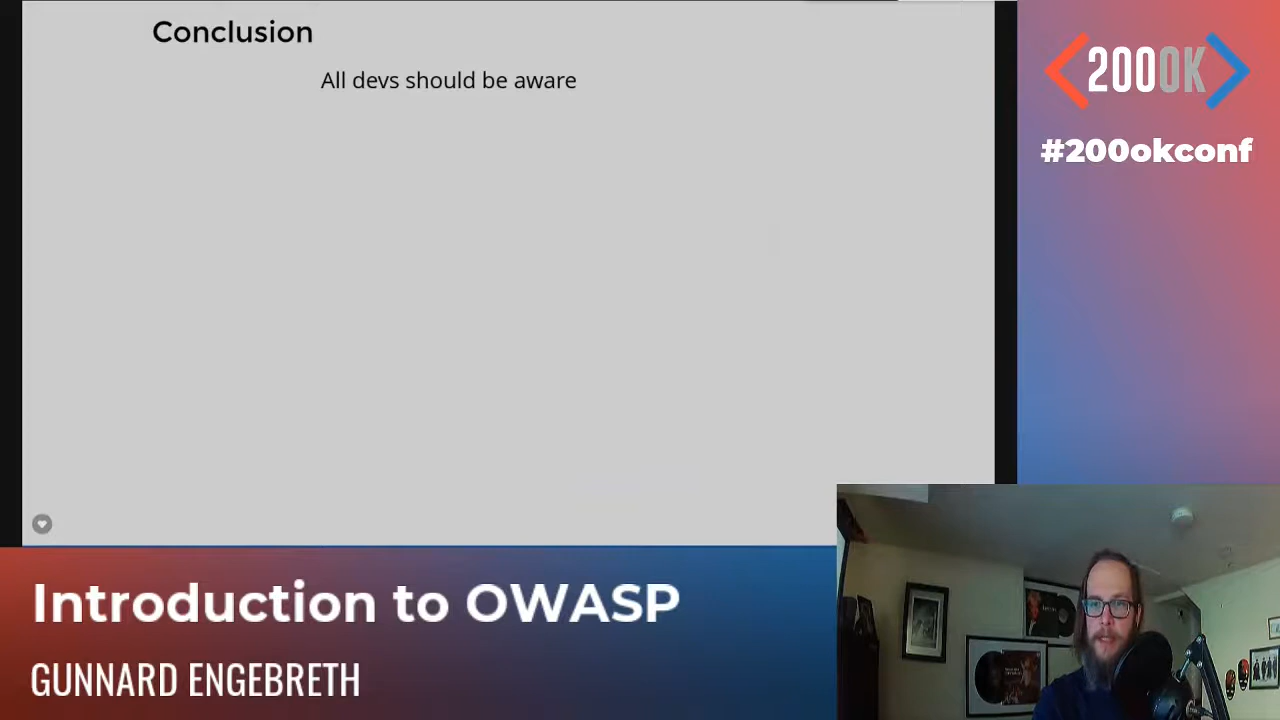 Conclusion
All devs should be aware
200OK
#200okconf
Introduction to OWASP
GUNNARD ENGEBRETH